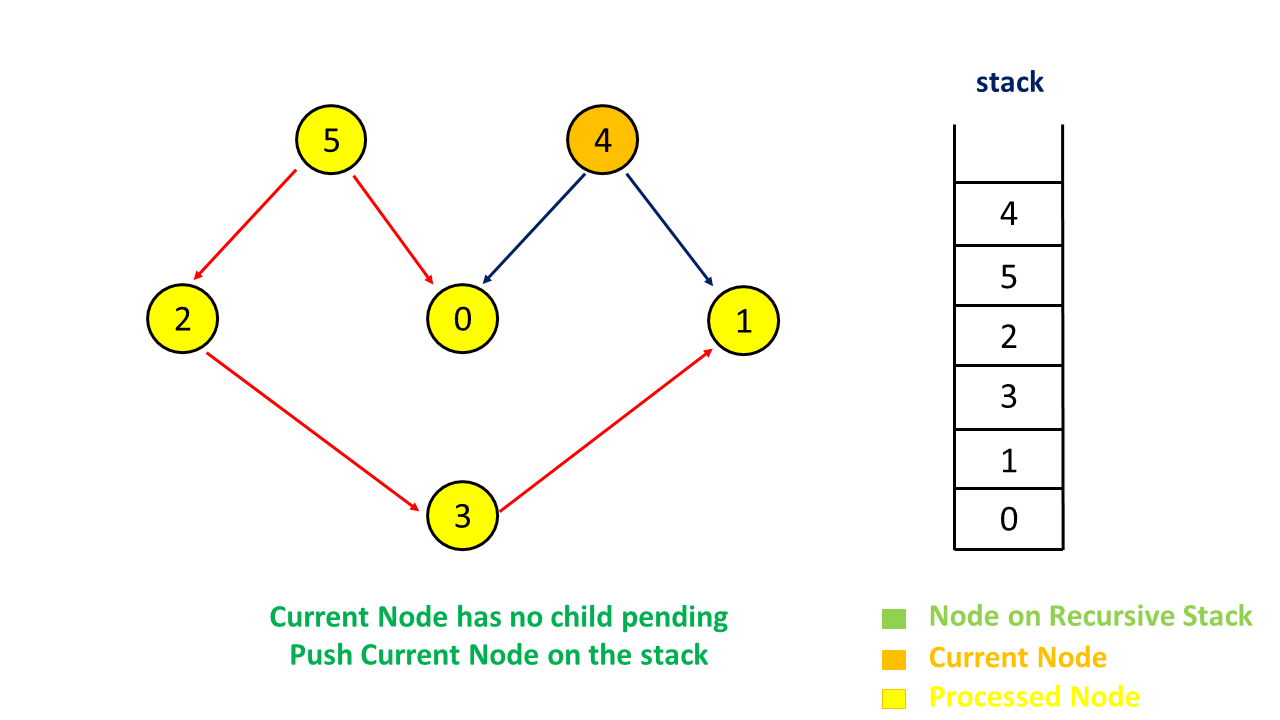 stack
5
4
2
0
1
3
4
5
2
3
1
0
Current Node has no child pending
Push Current Node on the stack
Node on Recursive Stack
Current Node
Processed Node